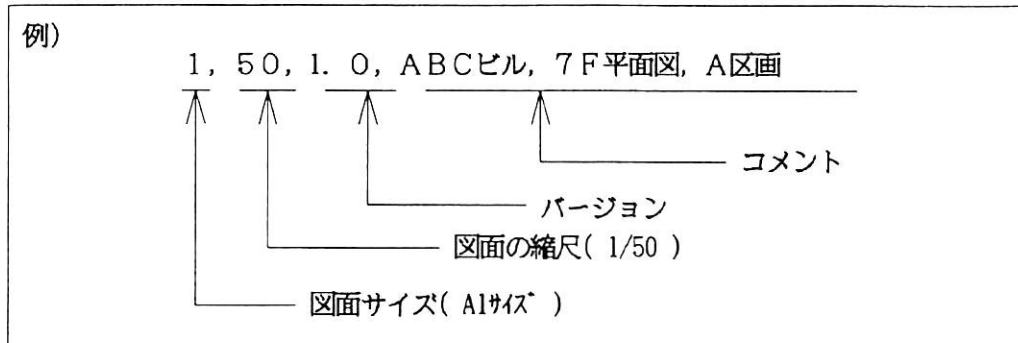 例)
1, 50, 1. 0, ABCビル, 7F平面図, A区画
コメント
バージョン
図面の縮尺( 1/50 )
図面サイズ( A1サイズ )